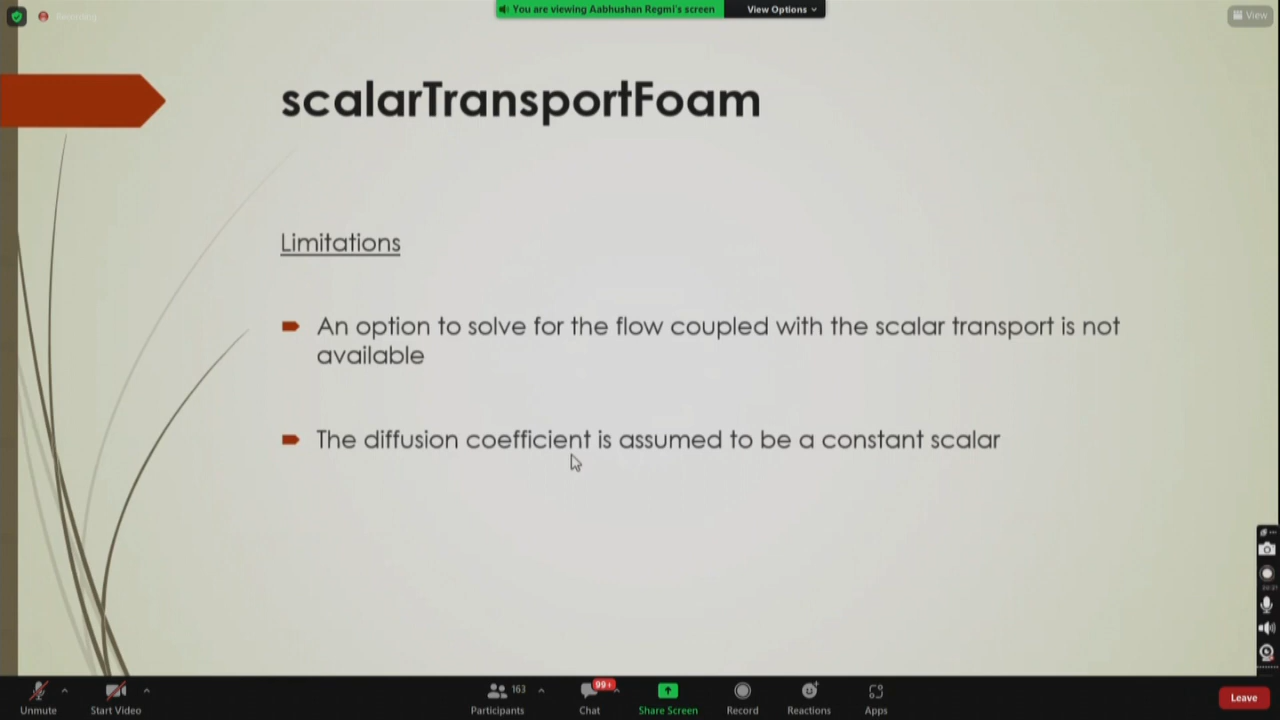 Recording
You are viewing Aabhushan Regmi's screen
View Options
View
scalarTransportFoam
Limitations
An option to solve for the flow coupled with the scalar transport is not
available
The diffusion coefficient is assumed to be a constant scalar
Unmute
Start Video
163
Participants
99+
Chat
Share Screen
Record
Reactions
Apps
Leave